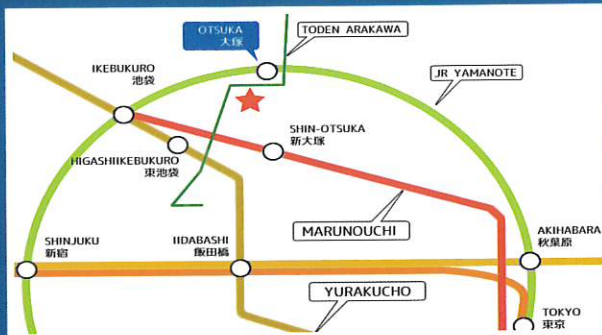 OTSUKA
大塚
TODEN ARAKAWA
IKEBUKURO
池袋
JR YAMANOTE
SHIN-OTSUKA
新大塚
HIGASHIIKEBUKURO
東池袋
MARUNOUCHI
SHINJUKU
新宿
IIDABASHI
飯田橋
AKIHABARA
秋葉原
YURAKUCHO
TOKYO
東京